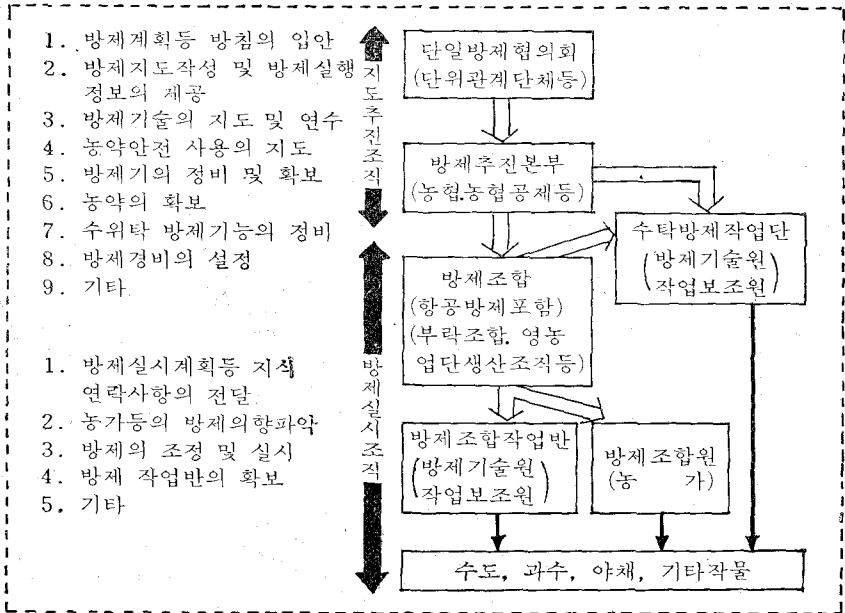 1. 방제계획등 방침의 입안
2. 방제지도작성 및 방제실행
정보의 제공
3. 방제기술의 지도 및 연수
4. 농약안전 사용의 지도
5. 방제기의 정비 및 확보
6. 농약의 확보
7. 수위탁 방제기능의 정비
8. 방제경비의 설정
9. 기타
지도추진조직
단일방제협의회
(단위관계단체등)
방제추진본부
(농협.농협공제등)
수탁방제작업단
(방제기술원
작업보조원)
방제조합
(항공방제포함)
(부락조합. 영농
업단생산조직등)
1. 방제실시계획등 지식
연락사항의 전달
2. 농가등의 방제의향파악
3. 방제의 조정 및 실시
4. 방제 작업반의 확보
5. 기타
방제실시조직
방제조합작업반
(방제기술원
작업보조원)
방제조합원
(농 가)
수도, 과수, 야채, 기타작물